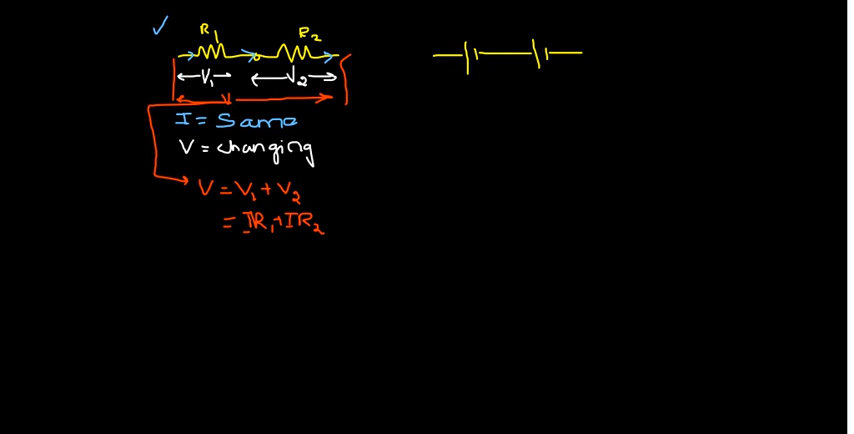 R1 R2
V1 V2
V
I = Same
V = changing
V = V1 + V2
= IR1 + IR2